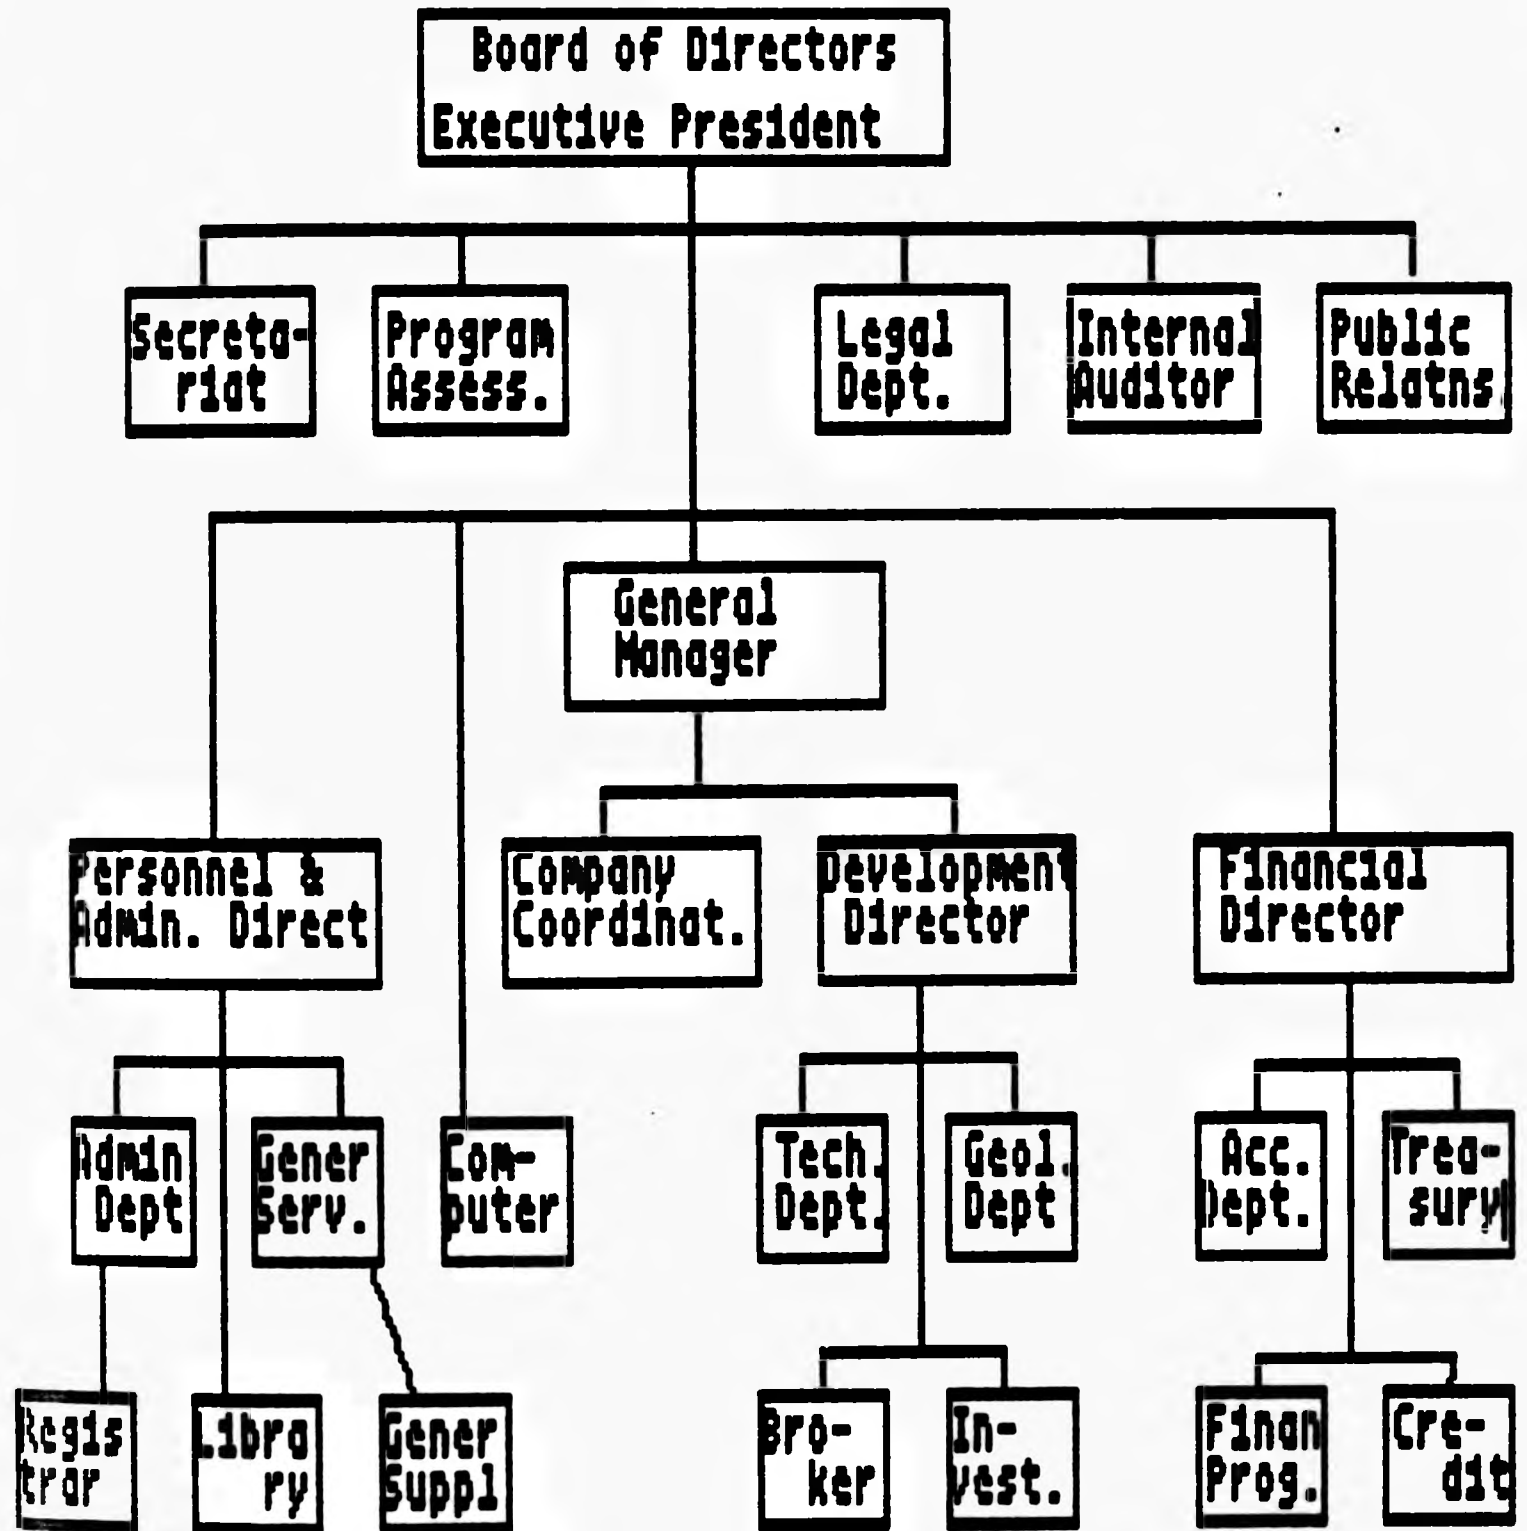 Board of Directors
Executive President
Secreta-
riat
Program
Assess.
Legal
Dept.
Internal
Auditor
Public
Relatns.
General
Manager
Personnel &
Admin. Direct
Company
Coordinat.
Development
Director
Financial
Director
Admin
Dept
Gener
Serv.
Com-
puter
Tech.
Dept.
Geol.
Dept
Acc.
Dept.
Trea-
sury
Regis
trar
Libra
ry
Gener
Suppl
Bro-
ker
In-
vest.
Finan
Prog.
Cre-
dit